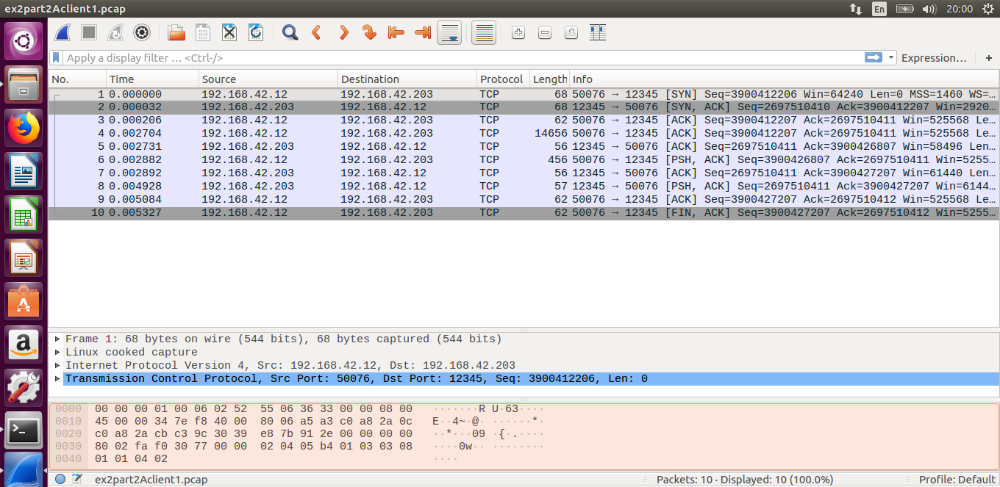 ex2part2Aclient1.pcap En 20:00
Apply a display filter … <Ctrl-/> Expression… +
No. Time Source Destination Protocol Length Info
1 0.000000 192.168.42.12 192.168.42.203 TCP 68 50076 → 12345 [SYN] Seq=3900412206 Win=64240 Len=0 MSS=1460 WS=…
2 0.000032 192.168.42.203 192.168.42.12 TCP 68 12345 → 50076 [SYN, ACK] Seq=2697510410 Ack=3900412207 Win=2920…
3 0.000206 192.168.42.12 192.168.42.203 TCP 62 50076 → 12345 [ACK] Seq=3900412207 Ack=2697510411 Win=525568 Le…
4 0.002704 192.168.42.12 192.168.42.203 TCP 14656 50076 → 12345 [ACK] Seq=3900412207 Ack=2697510411 Win=525568 Le…
5 0.002731 192.168.42.203 192.168.42.12 TCP 56 12345 → 50076 [ACK] Seq=2697510411 Ack=3900426807 Win=58496 Len…
6 0.002882 192.168.42.12 192.168.42.203 TCP 456 50076 → 12345 [PSH, ACK] Seq=3900426807 Ack=2697510411 Win=5255…
7 0.002892 192.168.42.203 192.168.42.12 TCP 56 12345 → 50076 [ACK] Seq=2697510411 Ack=3900427207 Win=61440 Len…
8 0.004928 192.168.42.203 192.168.42.12 TCP 57 12345 → 50076 [PSH, ACK] Seq=2697510411 Ack=3900427207 Win=6144…
9 0.005084 192.168.42.12 192.168.42.203 TCP 62 50076 → 12345 [ACK] Seq=3900427207 Ack=2697510412 Win=525568 Le…
10 0.005327 192.168.42.12 192.168.42.203 TCP 62 50076 → 12345 [FIN, ACK] Seq=3900427207 Ack=2697510412 Win=5255…
Frame 1: 68 bytes on wire (544 bits), 68 bytes captured (544 bits)
Linux cooked capture
Internet Protocol Version 4, Src: 192.168.42.12, Dst: 192.168.42.203
Transmission Control Protocol, Src Port: 50076, Dst Port: 12345, Seq: 3900412206, Len: 0
0000 00 00 00 01 00 06 02 52 55 06 36 33 00 00 08 00 ·······R U·63····
0010 45 00 00 34 7e f8 40 00 80 06 a5 a3 c0 a8 2a 0c E··4~·@· ······*·
0020 c0 a8 2a cb c3 9c 30 39 e8 7b 91 2e 00 00 00 00 ··*···09 ·{·.····
0030 80 02 fa f0 30 77 00 00 02 04 05 b4 01 03 03 08 ····0w·· ········
0040 01 01 04 02 ····
ex2part2Aclient1.pcap Packets: 10 · Displayed: 10 (100.0%) Profile: Default